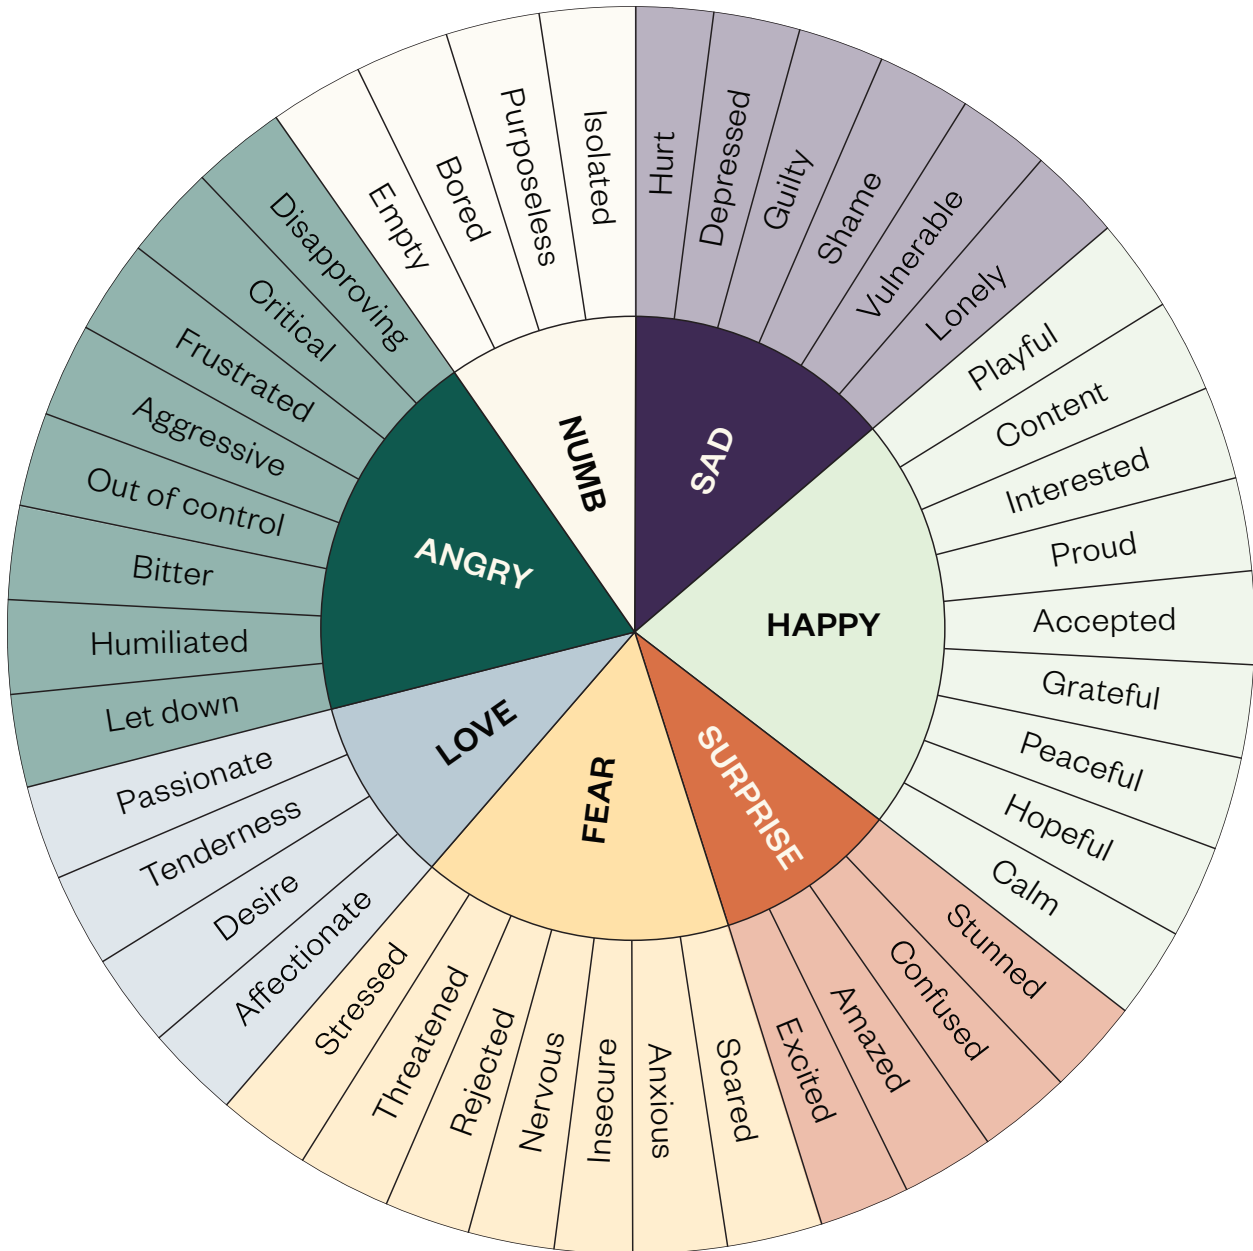 SAD
Hurt
Depressed
Guilty
Shame
Vulnerable
Lonely
HAPPY
Playful
Content
Interested
Proud
Accepted
Grateful
Peaceful
Hopeful
Calm
SURPRISE
Stunned
Confused
Amazed
Excited
FEAR
Scared
Anxious
Insecure
Nervous
Rejected
Threatened
Stressed
LOVE
Affectionate
Desire
Tenderness
Passionate
ANGRY
Let down
Humiliated
Bitter
Out of control
Aggressive
Frustrated
Critical
Disapproving
NUMB
Empty
Bored
Purposeless
Isolated